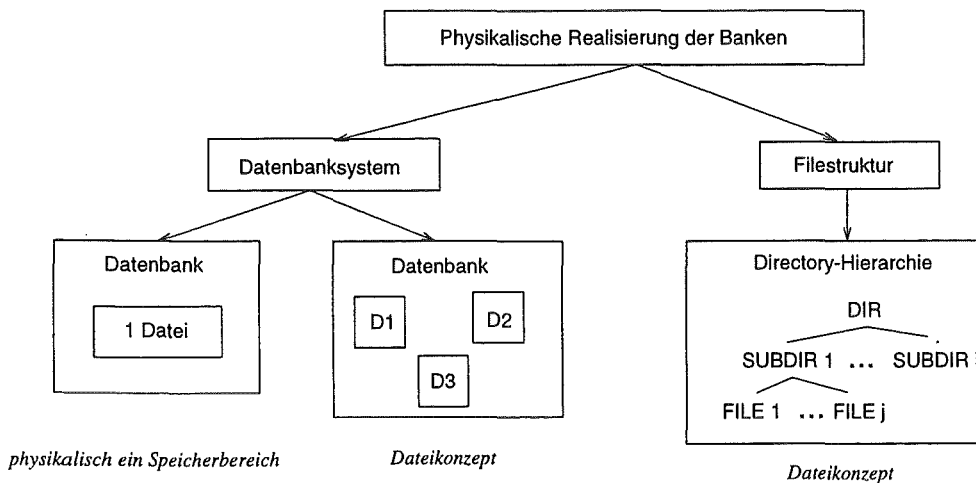 Physikalische Realisierung der Banken
Datenbanksystem
Filestruktur
Datenbank
1 Datei
Datenbank
D1
D2
D3
Directory-Hierarchie
DIR
SUBDIR 1 ... SUBDIR
FILE 1 ... FILE j
physikalisch ein Speicherbereich
Dateikonzept
Dateikonzept